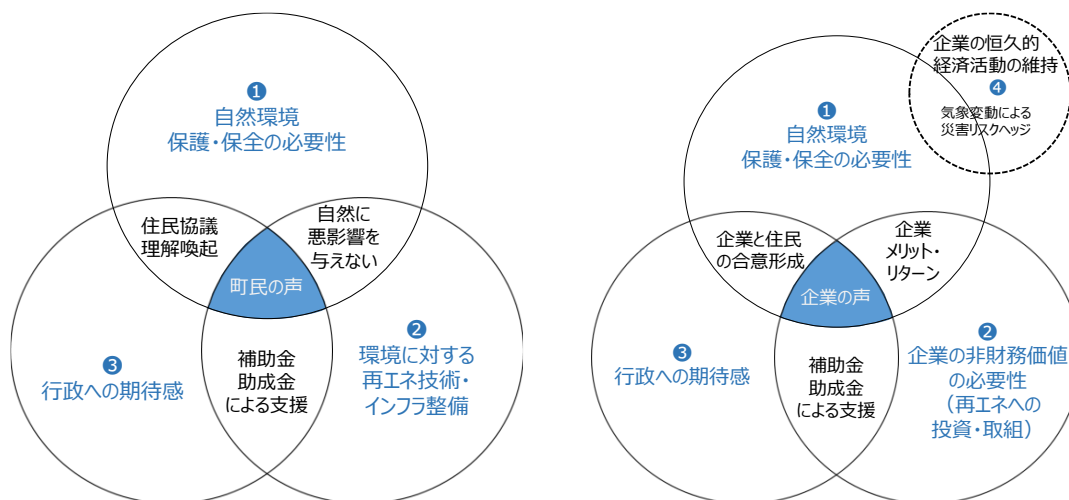 ❶
自然環境
保護・保全の必要性
住民協議
理解喚起
自然に
悪影響を
与えない
町民の声
❸
行政への期待感
補助金
助成金
による支援
❷
環境に対する
再エネ技術・
インフラ整備
企業の恒久的
経済活動の維持
❹
気象変動による
災害リスクヘッジ
❶
自然環境
保護・保全の必要性
企業と住民
の合意形成
企業
メリット・
リターン
企業の声
❸
行政への期待感
補助金
助成金
による支援
❷
企業の非財務価値
の必要性
（再エネへの
投資・取組）